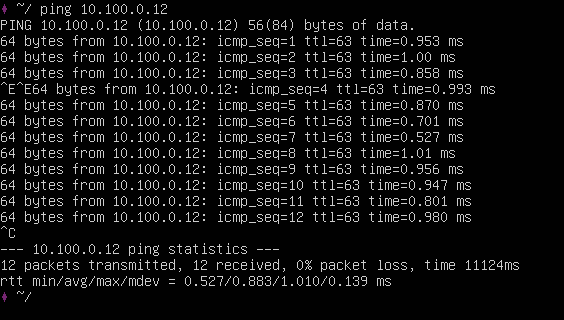 ♦ ~/ ping 10.100.0.12
PING 10.100.0.12 (10.100.0.12) 56(84) bytes of data.
64 bytes from 10.100.0.12: icmp_seq=1 ttl=63 time=0.953 ms
64 bytes from 10.100.0.12: icmp_seq=2 ttl=63 time=1.00 ms
64 bytes from 10.100.0.12: icmp_seq=3 ttl=63 time=0.858 ms
^E^E64 bytes from 10.100.0.12: icmp_seq=4 ttl=63 time=0.993 ms
64 bytes from 10.100.0.12: icmp_seq=5 ttl=63 time=0.870 ms
64 bytes from 10.100.0.12: icmp_seq=6 ttl=63 time=0.701 ms
64 bytes from 10.100.0.12: icmp_seq=7 ttl=63 time=0.527 ms
64 bytes from 10.100.0.12: icmp_seq=8 ttl=63 time=1.01 ms
64 bytes from 10.100.0.12: icmp_seq=9 ttl=63 time=0.956 ms
64 bytes from 10.100.0.12: icmp_seq=10 ttl=63 time=0.947 ms
64 bytes from 10.100.0.12: icmp_seq=11 ttl=63 time=0.801 ms
64 bytes from 10.100.0.12: icmp_seq=12 ttl=63 time=0.980 ms
^C
--- 10.100.0.12 ping statistics ---
12 packets transmitted, 12 received, 0% packet loss, time 11124ms
rtt min/avg/max/mdev = 0.527/0.883/1.010/0.139 ms
♦ ~/